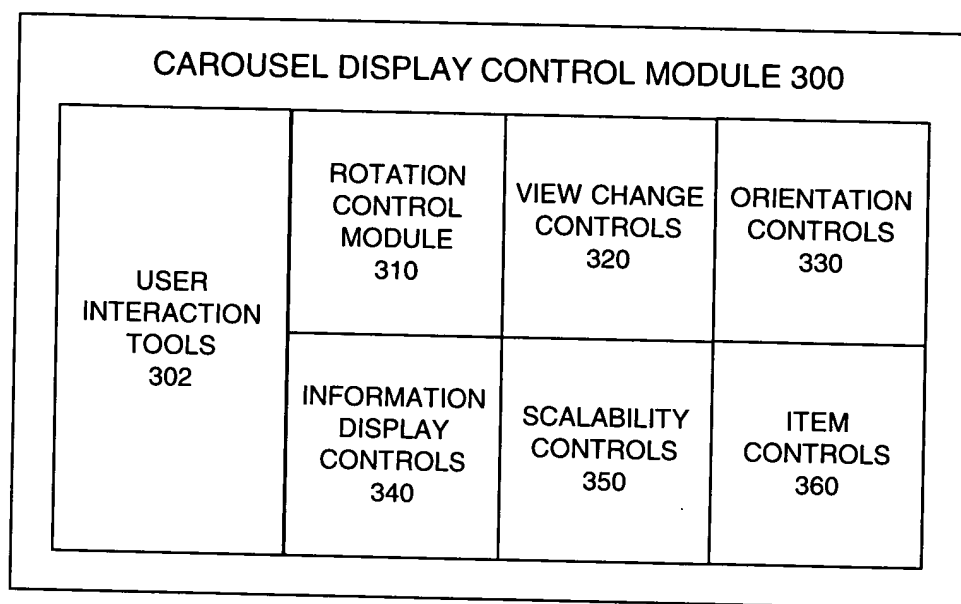 CAROUSEL DISPLAY CONTROL MODULE 300
USER
INTERACTION
TOOLS
302
ROTATION
CONTROL
MODULE
310
VIEW CHANGE
CONTROLS
320
ORIENTATION
CONTROLS
330
INFORMATION
DISPLAY
CONTROLS
340
SCALABILITY
CONTROLS
350
ITEM
CONTROLS
360